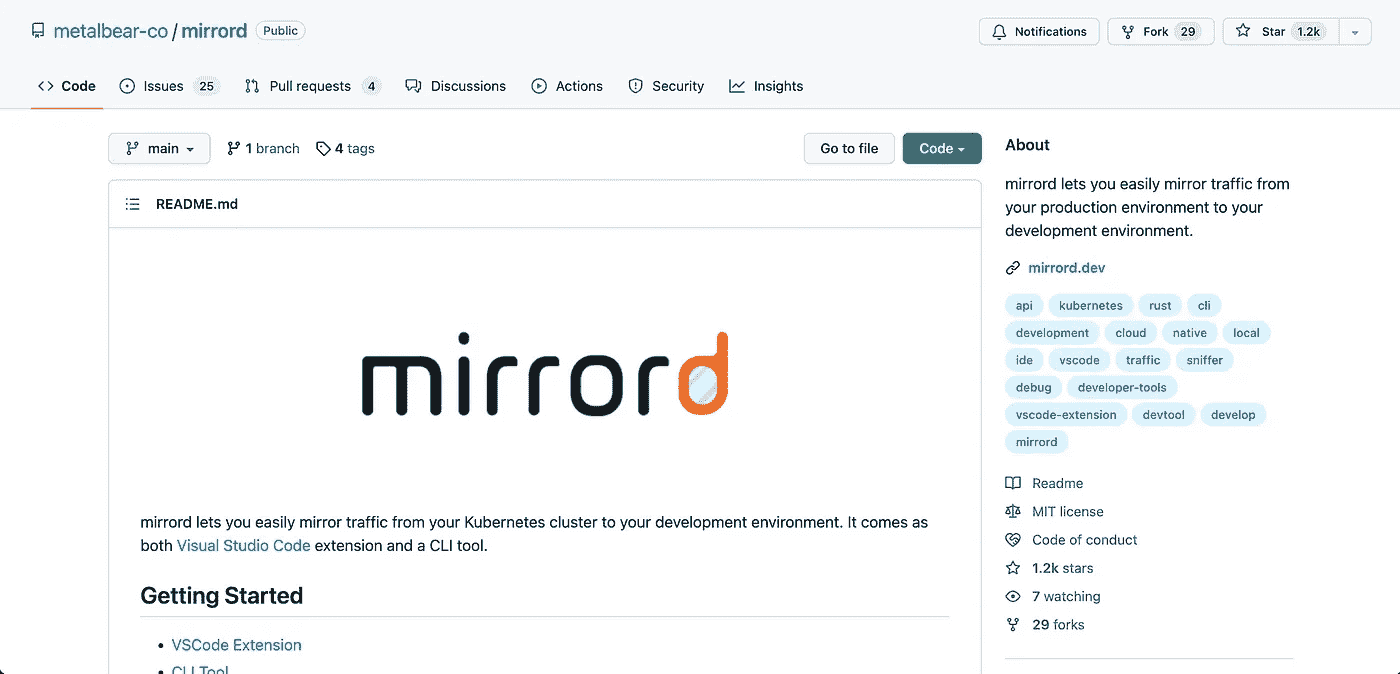 metalbear-co / mirrord Public Notifications Fork 29 Star 1.2k
Code Issues 25 Pull requests 4 Discussions Actions Security Insights
main 1 branch 4 tags Go to file Code
README.md
mirrord
mirrord lets you easily mirror traffic from your Kubernetes cluster to your development environment. It comes as
both Visual Studio Code extension and a CLI tool.
Getting Started
VSCode Extension
CLI Tool
About
mirrord lets you easily mirror traffic from
your production environment to your
development environment.
mirrord.dev
api kubernetes rust cli
development cloud native local
ide vscode traffic sniffer
debug developer-tools
vscode-extension devtool develop
mirrord
Readme
MIT license
Code of conduct
1.2k stars
7 watching
29 forks